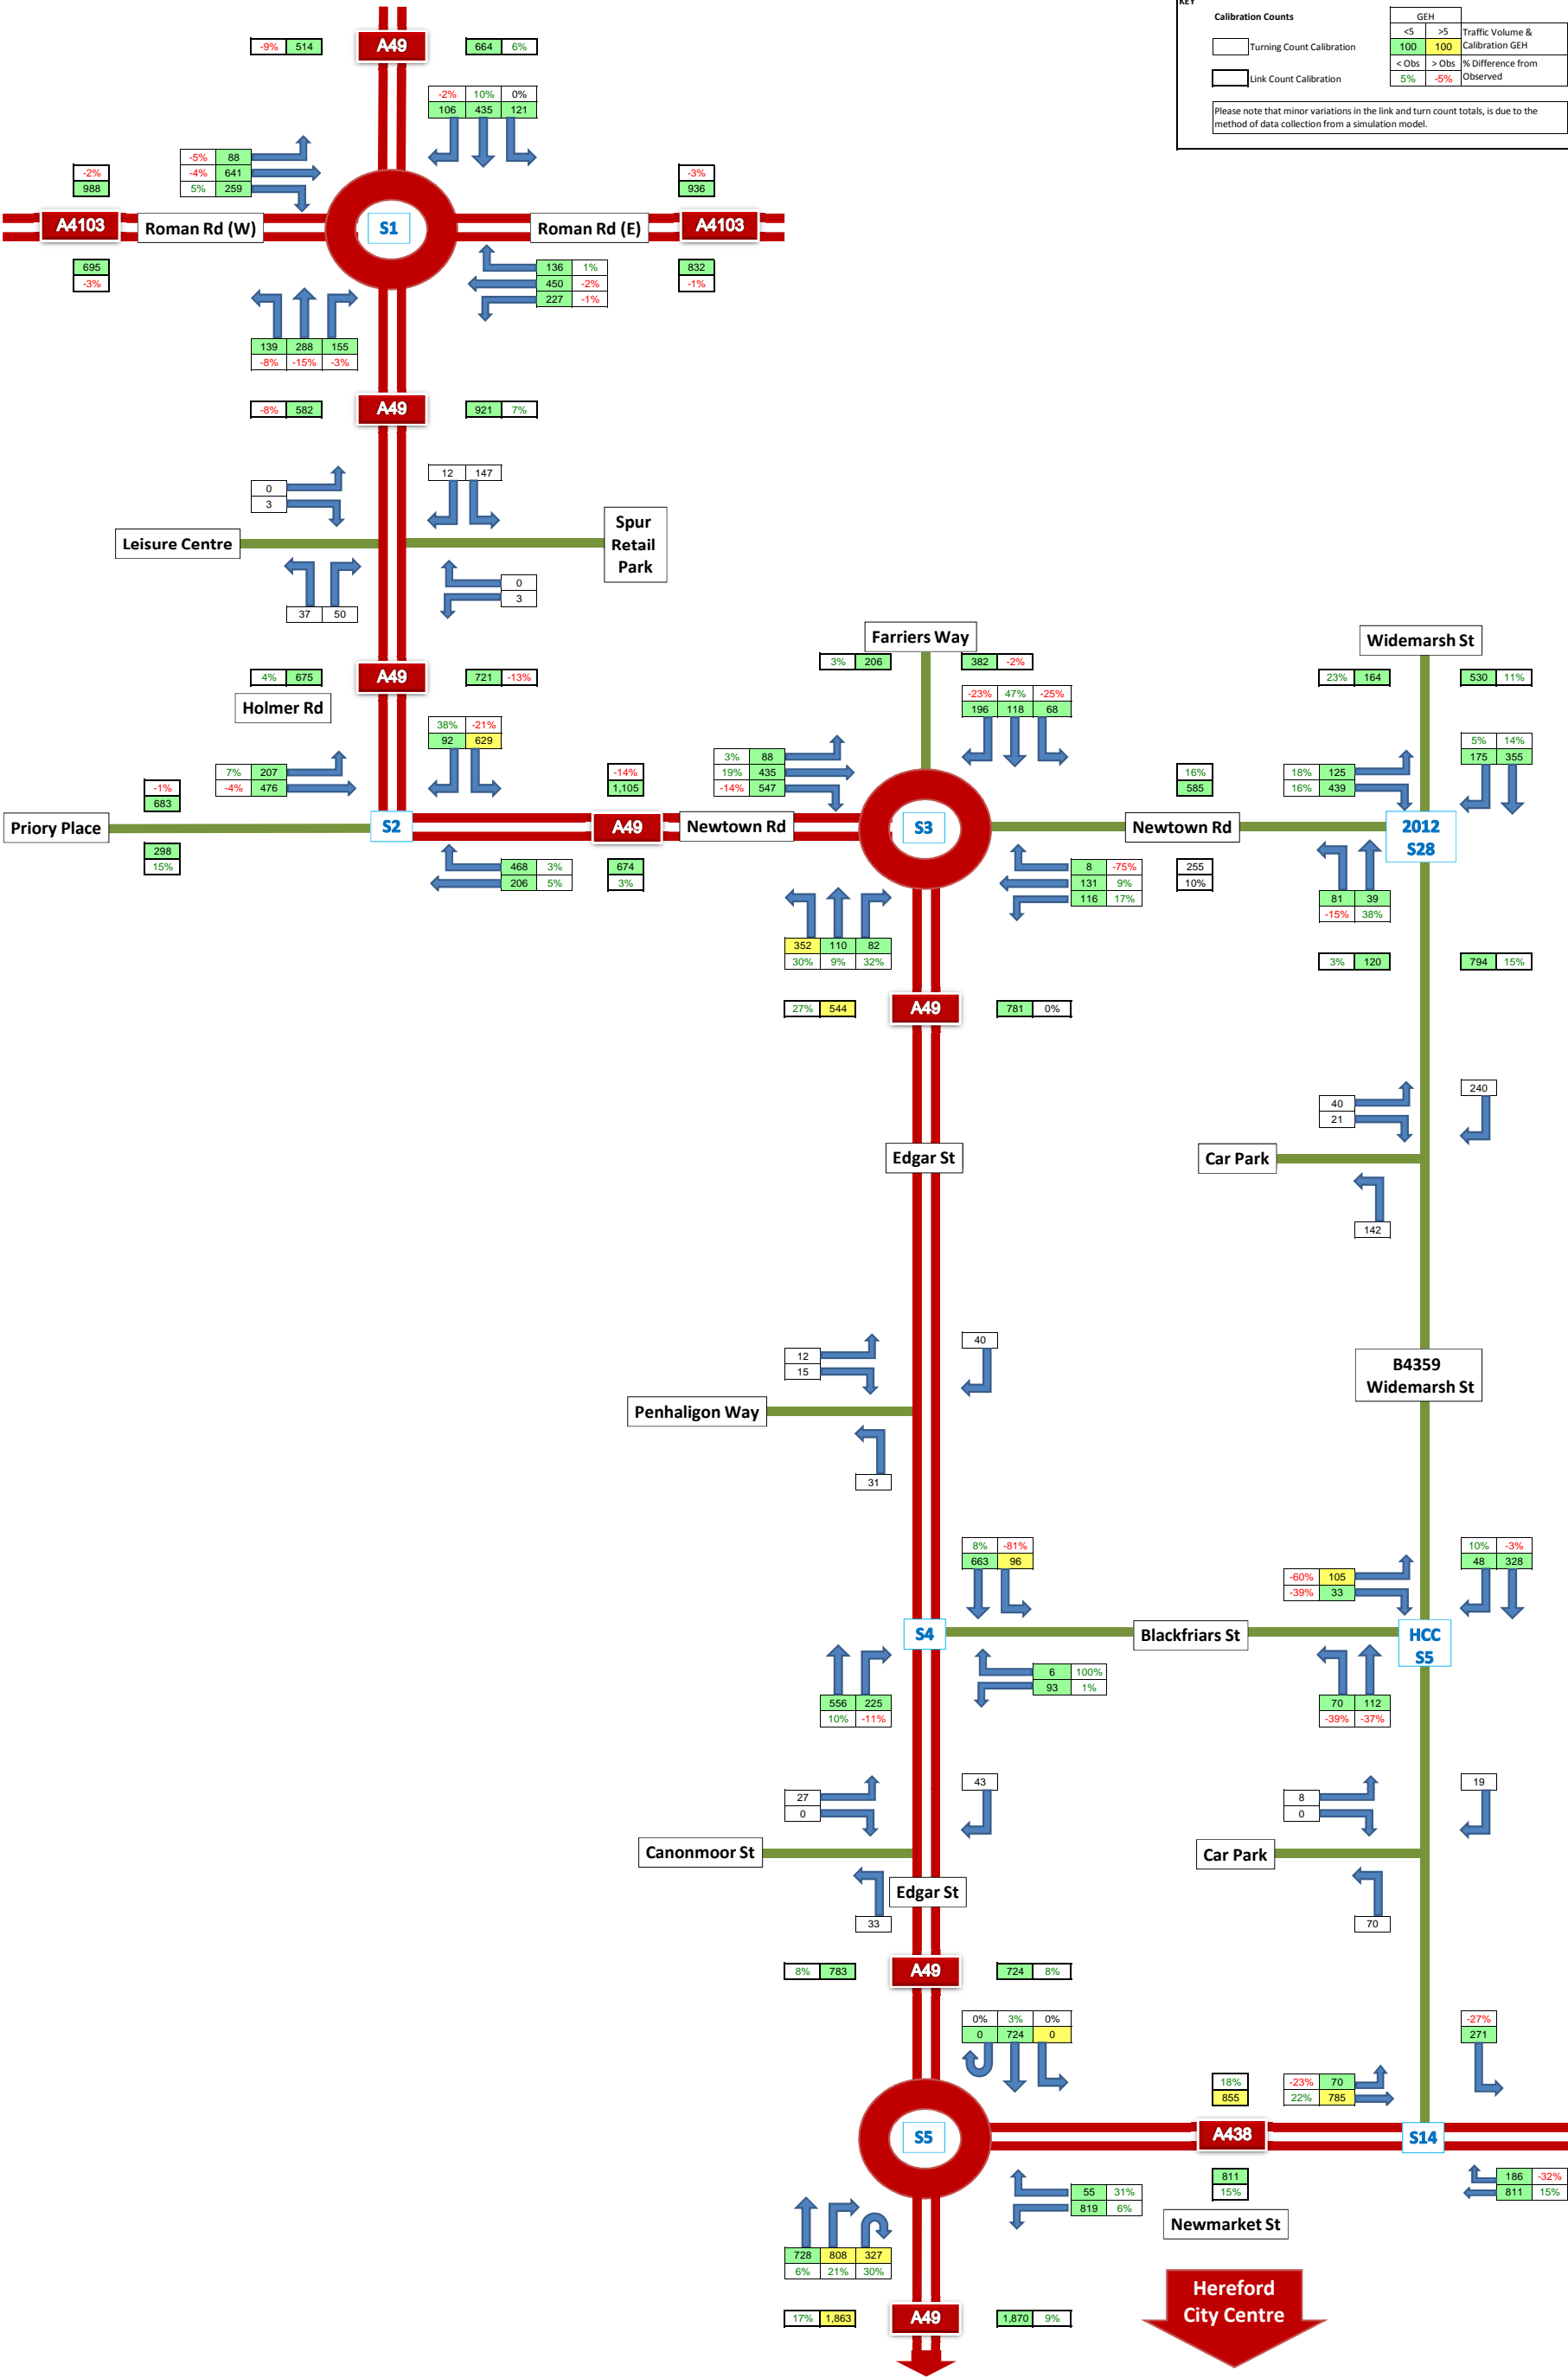 KEY
Calibration Counts
GEH
<5 >5 Traffic Volume &
Turning Count Calibration 100 100 Calibration GEH
< Obs > Obs % Difference from
Link Count Calibration 5% -5% Observed
Please note that minor variations in the link and turn count totals, is due to the
method of data collection from a simulation model.
-9% 514 A49 664 6%
-2% 10% 0%
106 435 121
-5% 88
-4% 641
5% 259
-2%
988
-3%
936
A4103 Roman Rd (W) S1 Roman Rd (E) A4103
695
-3%
136 1%
450 -2%
227 -1%
832
-1%
139 288 155
-8% -15% -3%
-8% 582 A49 921 7%
12 147
0
3
Leisure Centre
Spur
Retail
Park
0
3
37 50
4% 675 A49 721 -13%
Holmer Rd
38% -21%
92 629
7% 207
-4% 476
-1%
683
Priory Place S2 A49 Newtown Rd S3 Newtown Rd
2012
S28
298
15%
468 3%
206 5%
-14%
1,105
674
3%
Farriers Way
3% 206 382 -2%
-23% 47% -25%
196 118 68
3% 88
19% 435
-14% 547
16%
585
8 -75%
131 9%
116 17%
255
10%
352 110 82
30% 9% 32%
27% 544 A49 781 0%
Widemarsh St
23% 164 530 11%
5% 14%
175 355
18% 125
16% 439
81 39
-15% 38%
3% 120 794 15%
Edgar St
240
40
21
Car Park
142
12
15
40
Penhaligon Way
31
B4359
Widemarsh St
8% -81%
663 96
-60% 105
-39% 33
10% -3%
48 328
S4 Blackfriars St
HCC
S5
6 100%
93 1%
556 225
10% -11%
70 112
-39% -37%
27
0
43
Canonmoor St
33
Edgar St
8
0
19
Car Park
70
8% 783 A49 724 8%
0% 3% 0%
0 724 0
-27%
271
18%
855
-23% 70
22% 785
S5 A438 S14
55 31%
819 6%
811
15%
186 -32%
811 15%
Newmarket St
728 808 327
6% 21% 30%
17% 1,863 A49 1,870 9%
Hereford
City Centre